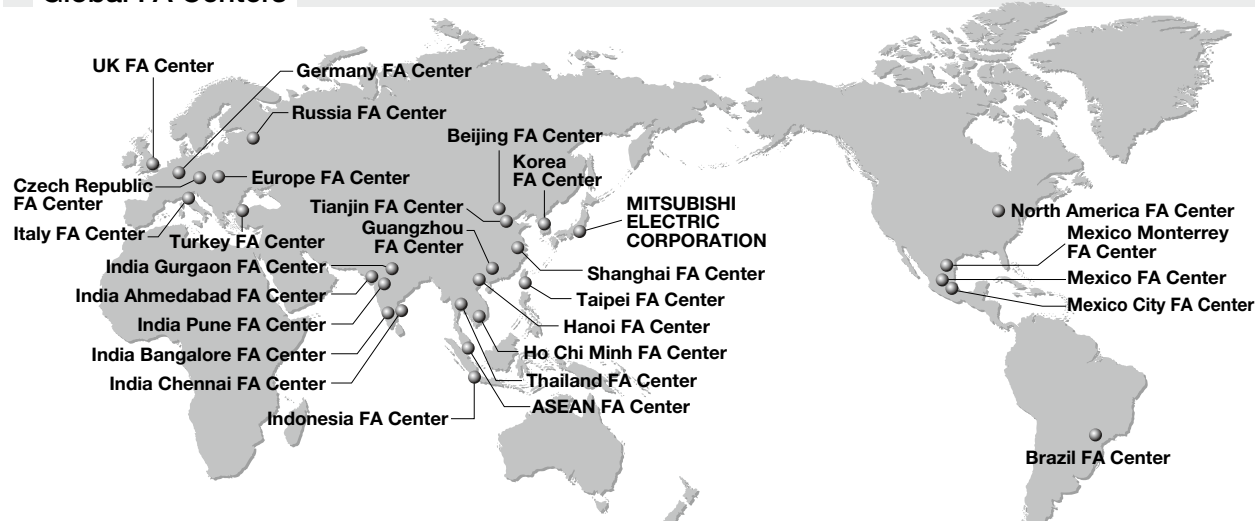 Global FA Centers
UK FA Center
Germany FA Center
Russia FA Center
Beijing FA Center
Korea
FA Center
Czech Republic
FA Center
Europe FA Center
Tianjin FA Center
MITSUBISHI
ELECTRIC
CORPORATION
North America FA Center
Italy FA Center
Turkey FA Center
Guangzhou
FA Center
Mexico Monterrey
FA Center
India Gurgaon FA Center
Shanghai FA Center
Mexico FA Center
India Ahmedabad FA Center
Taipei FA Center
Mexico City FA Center
India Pune FA Center
Hanoi FA Center
India Bangalore FA Center
Ho Chi Minh FA Center
India Chennai FA Center
Thailand FA Center
ASEAN FA Center
Indonesia FA Center
Brazil FA Center